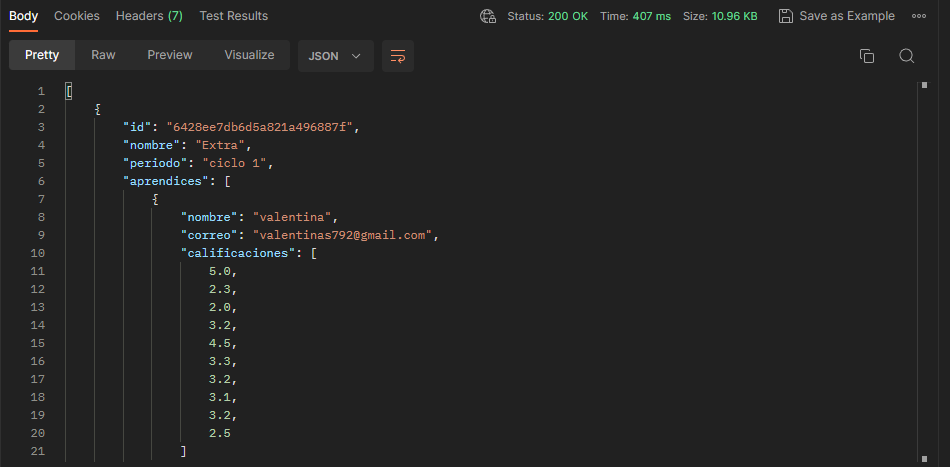 Body Cookies Headers (7) Test Results Status: 200 OK Time: 407 ms Size: 10.96 KB Save as Example
Pretty Raw Preview Visualize JSON
1 [
2 {
3 "id": "6428ee7db6d5a821a496887f",
4 "nombre": "Extra",
5 "periodo": "ciclo 1",
6 "aprendices": [
7 {
8 "nombre": "valentina",
9 "correo": "valentinas792@gmail.com",
10 "calificaciones": [
11 5.0,
12 2.3,
13 2.0,
14 3.2,
15 4.5,
16 3.3,
17 3.2,
18 3.1,
19 3.2,
20 2.5
21 ]